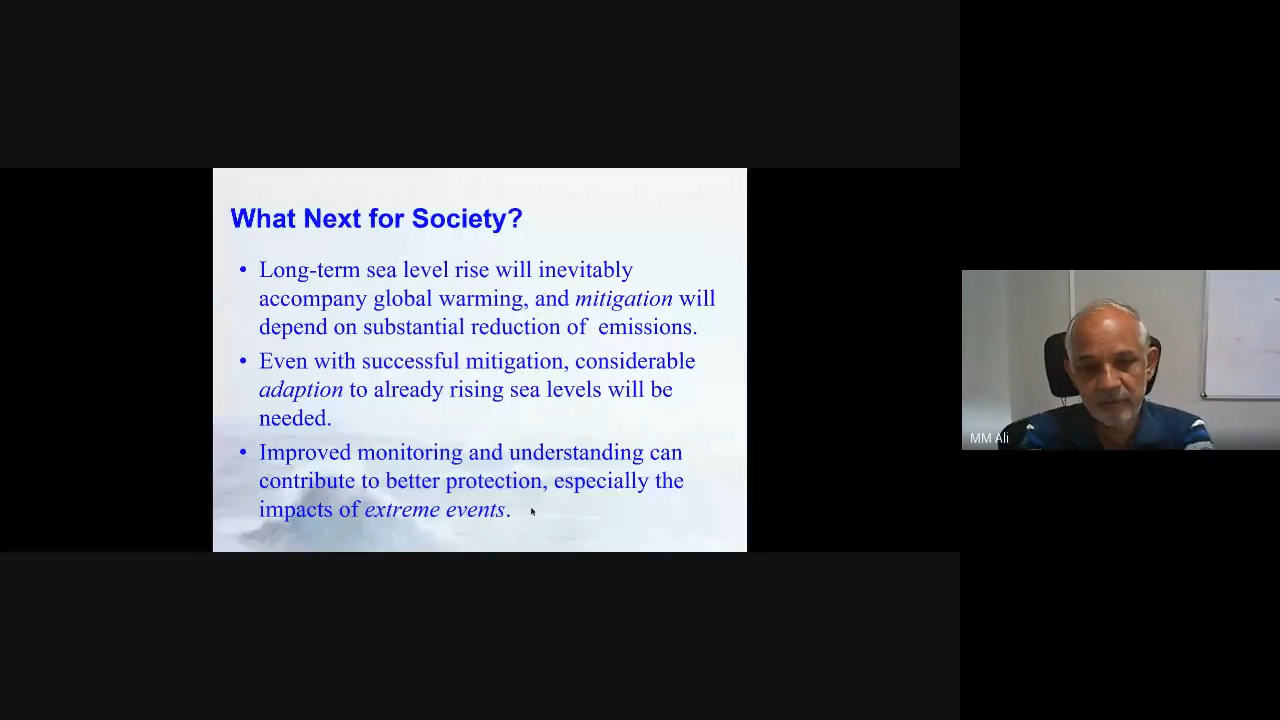 What Next for Society?
• Long-term sea level rise will inevitably
accompany global warming, and mitigation will
depend on substantial reduction of emissions.
• Even with successful mitigation, considerable
adaption to already rising sea levels will be
needed.
• Improved monitoring and understanding can
contribute to better protection, especially the
impacts of extreme events.
MM Ali